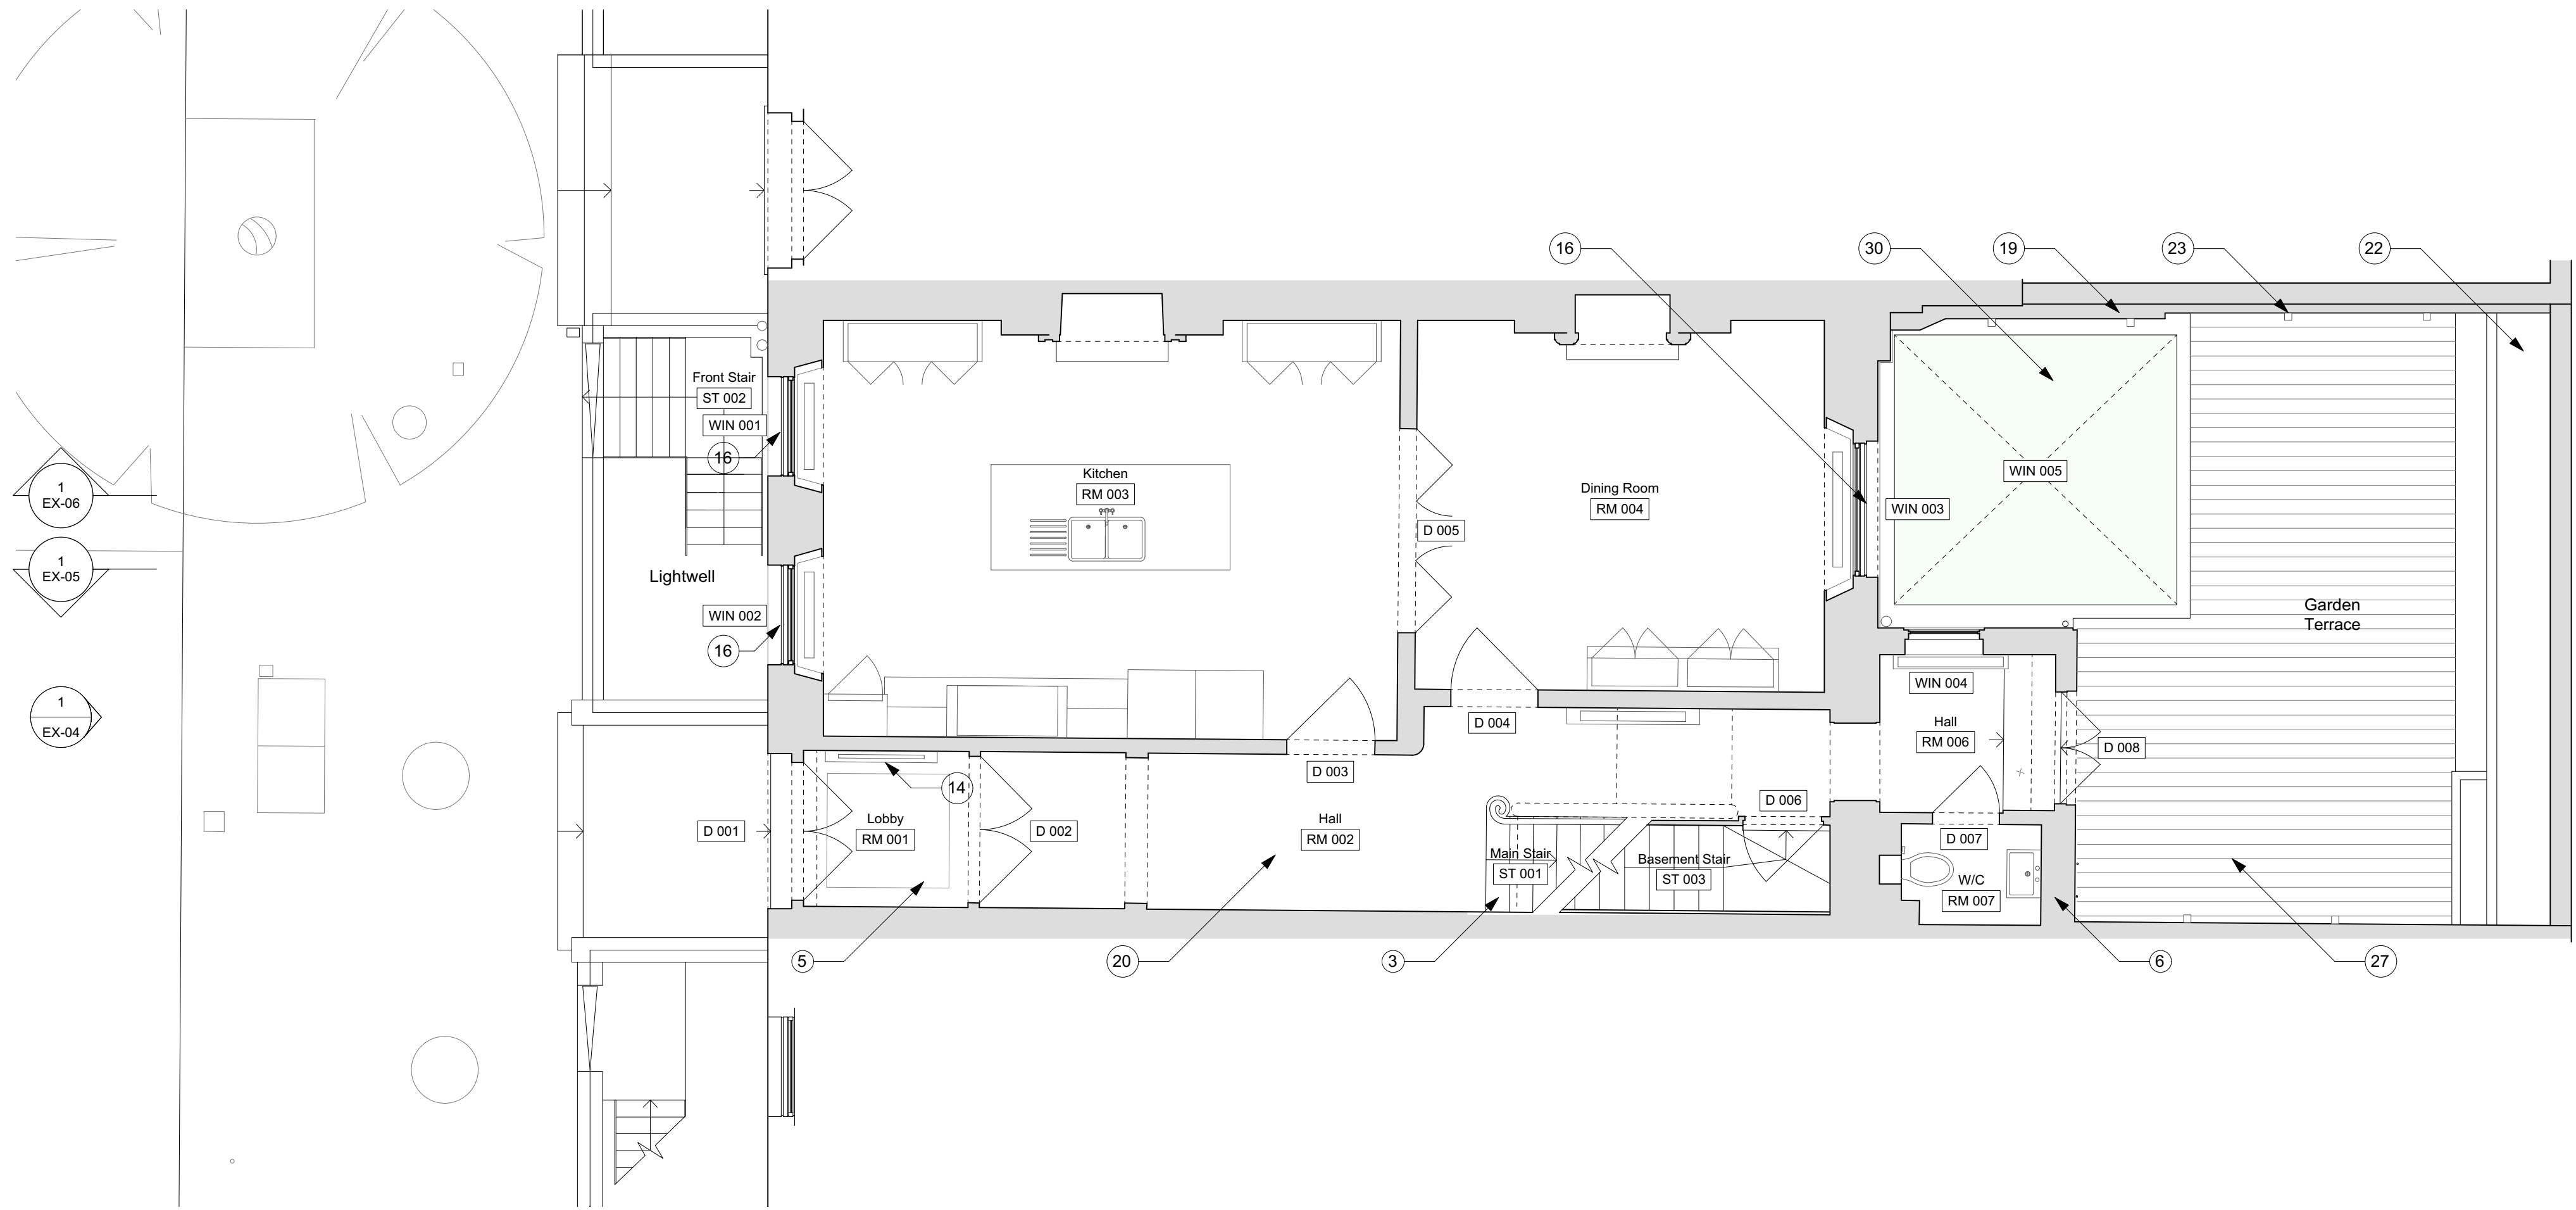 16
30
19
23
22
Front Stair
ST 002
WIN 001
16
Kitchen
RM 003
Dining Room
RM 004
WIN 005
WIN 003
D 005
1
EX-06
1
EX-05
Lightwell
WIN 002
16
Garden
Terrace
1
EX-04
WIN 004
D 004
Hall
RM 006
D 008
D 003
14
D 006
D 001
Lobby
RM 001
D 002
Hall
RM 002
D 007
Main Stair
ST 001
Basement Stair
ST 003
W/C
RM 007
5
20
3
6
27